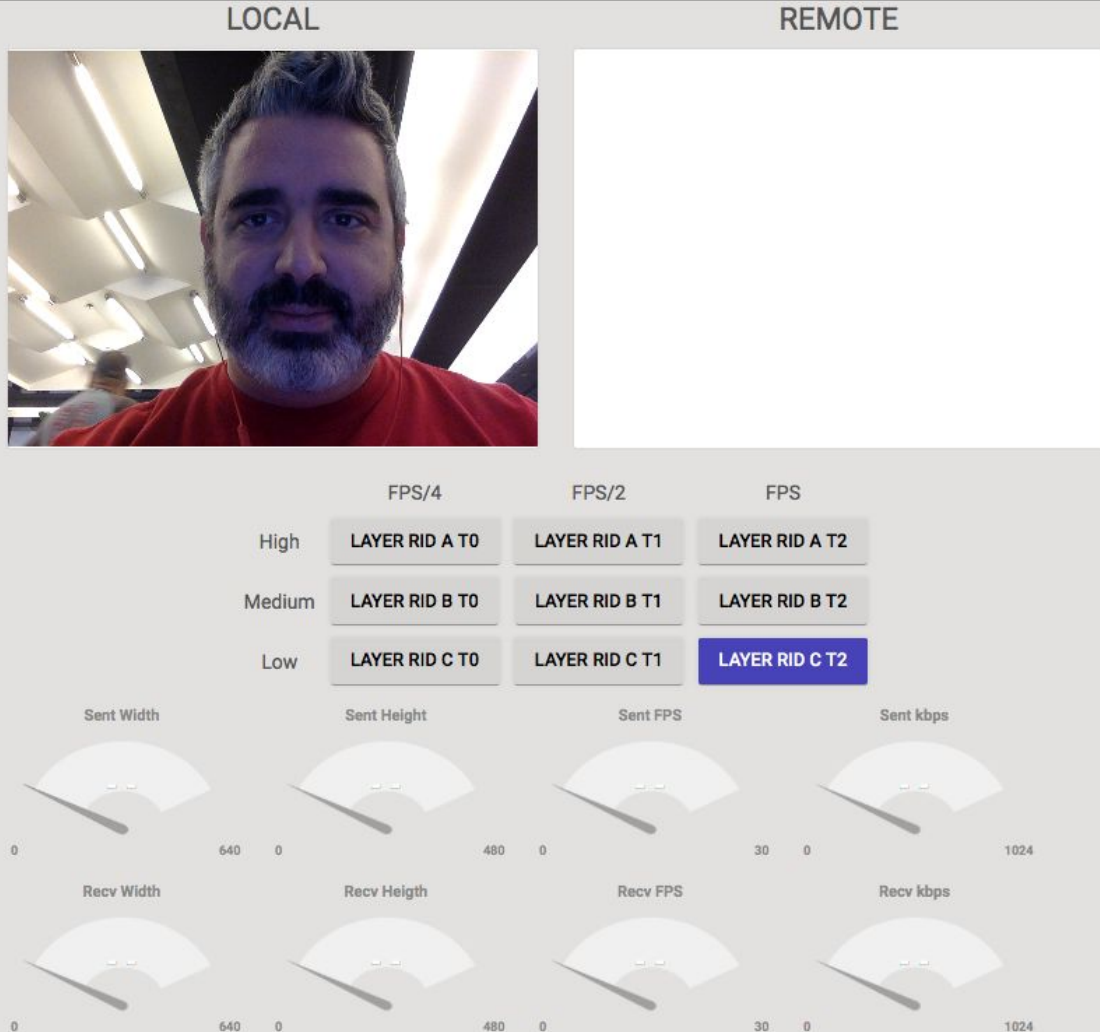 LOCAL REMOTE
FPS/4 FPS/2 FPS
High LAYER RID A T0 LAYER RID A T1 LAYER RID A T2
Medium LAYER RID B T0 LAYER RID B T1 LAYER RID B T2
Low LAYER RID C T0 LAYER RID C T1 LAYER RID C T2
Sent Width Sent Height Sent FPS Sent kbps
-- -- -- --
0 640 0 480 0 30 0 1024
Recv Width Recv Heigth Recv FPS Recv kbps
-- -- -- --
0 640 0 480 0 30 0 1024